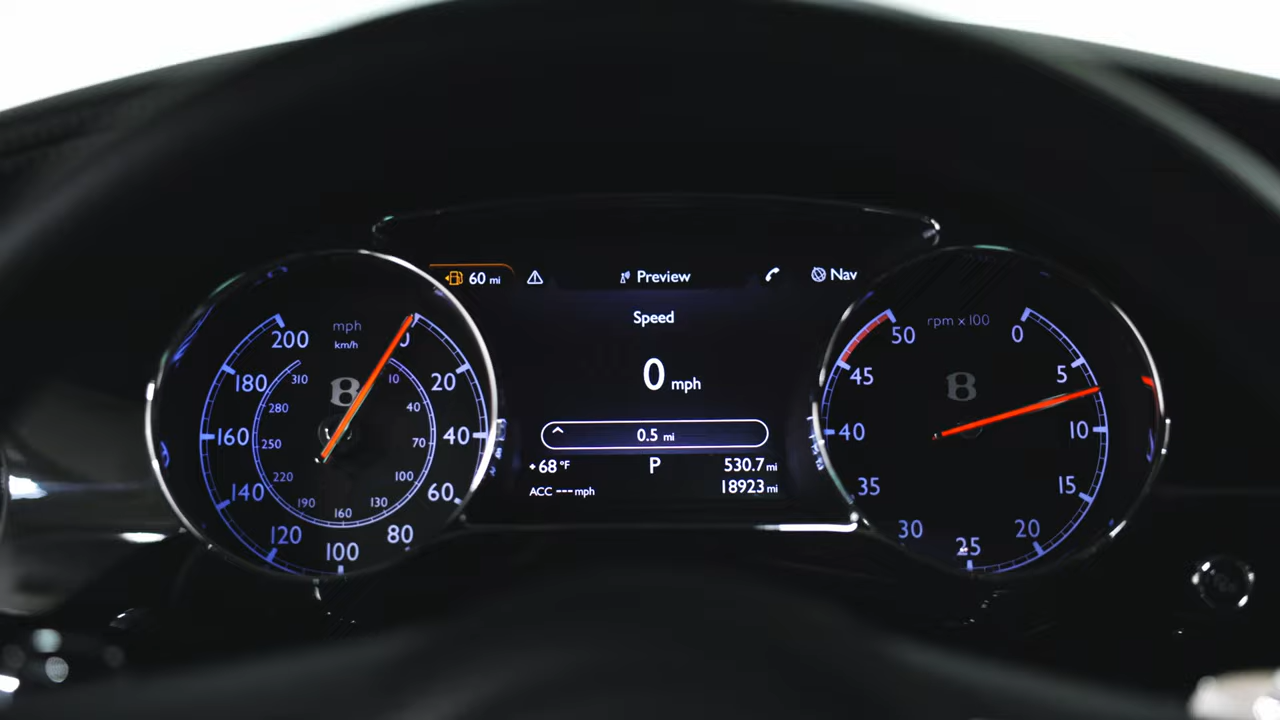 60 mi
Preview
Nav
Speed
0 mph
0.5 mi
+68 °F
P
530.7 mi
ACC ---mph
18923 mi
mph
km/h
0
20
40
60
80
100
120
140
160
180
200
10
40
70
100
130
160
190
220
250
280
310
B
rpm x 100
0
5
10
15
20
25
30
35
40
45
50
B